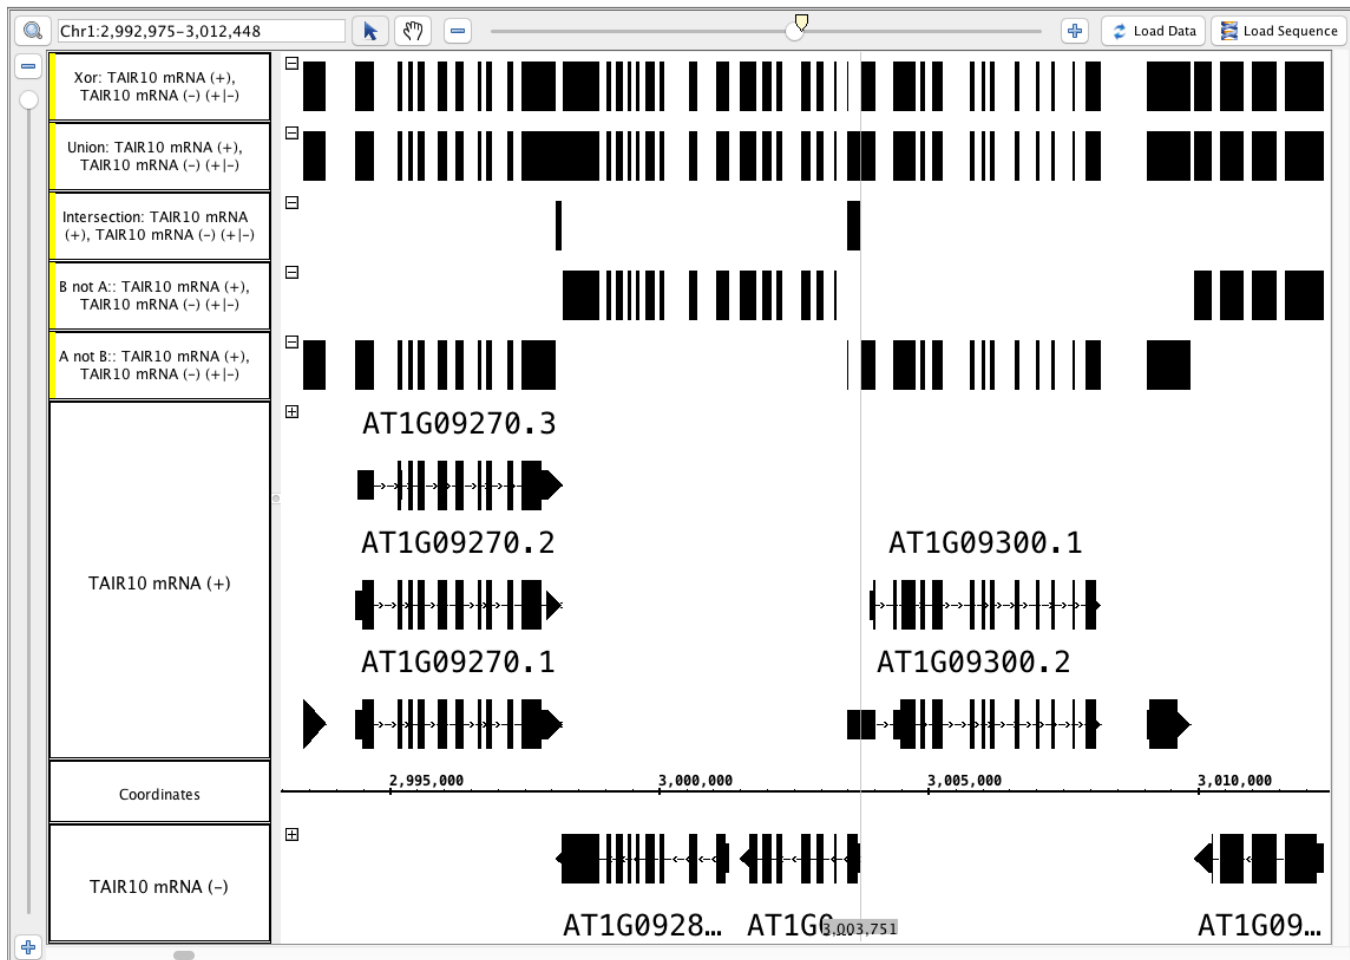 Chr1:2,992,975-3,012,448
Load Data
Load Sequence
Xor: TAIR10 mRNA (+),
TAIR10 mRNA (-) (+|-)
Union: TAIR10 mRNA (+),
TAIR10 mRNA (-) (+|-)
Intersection: TAIR10 mRNA
(+), TAIR10 mRNA (-) (+|-)
B not A:: TAIR10 mRNA (+),
TAIR10 mRNA (-) (+|-)
A not B:: TAIR10 mRNA (+),
TAIR10 mRNA (-) (+|-)
TAIR10 mRNA (+)
AT1G09270.3
AT1G09270.2
AT1G09300.1
AT1G09270.1
AT1G09300.2
Coordinates
2,995,000
3,000,000
3,005,000
3,010,000
TAIR10 mRNA (-)
AT1G0928...
3,003,751
AT1G09...